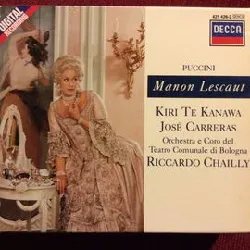 DIGITAL
RECORDING
DECCA
PUCCINI
Manon Lescaut
KIRI TE KANAWA
JOSÉ CARRERAS
Orchestra e Coro del
Teatro Comunale di Bologna
RICCARDO CHAILLY